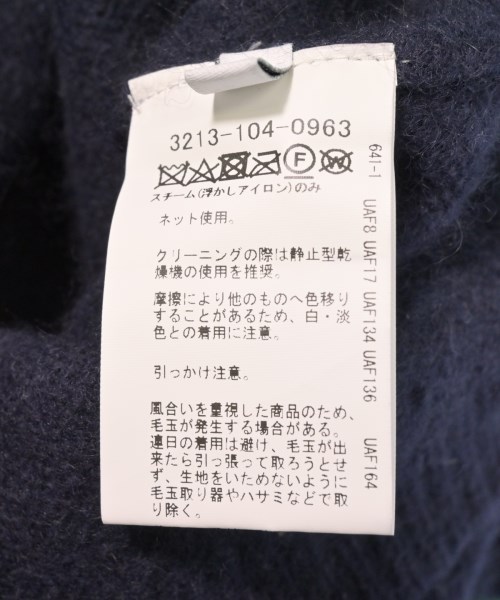 3213-104-0963
F W
スチーム(浮かしアイロン)のみ
ネット使用。
クリーニングの際は静止型乾
燥機の使用を推奨。
摩擦により他のものへ色移り
することがあるため、白・淡
色との着用に注意。
引っかけ注意。
風合いを重視した商品のため、
毛玉が発生する場合がある。
連日の着用は避け、毛玉が出
来たら引っ張って取ろうとせ
ず、生地をいためないように
毛玉取り器やハサミなどで取
り除く。
641-1 UAF8 UAF17 UAF134 UAF136 UAF164